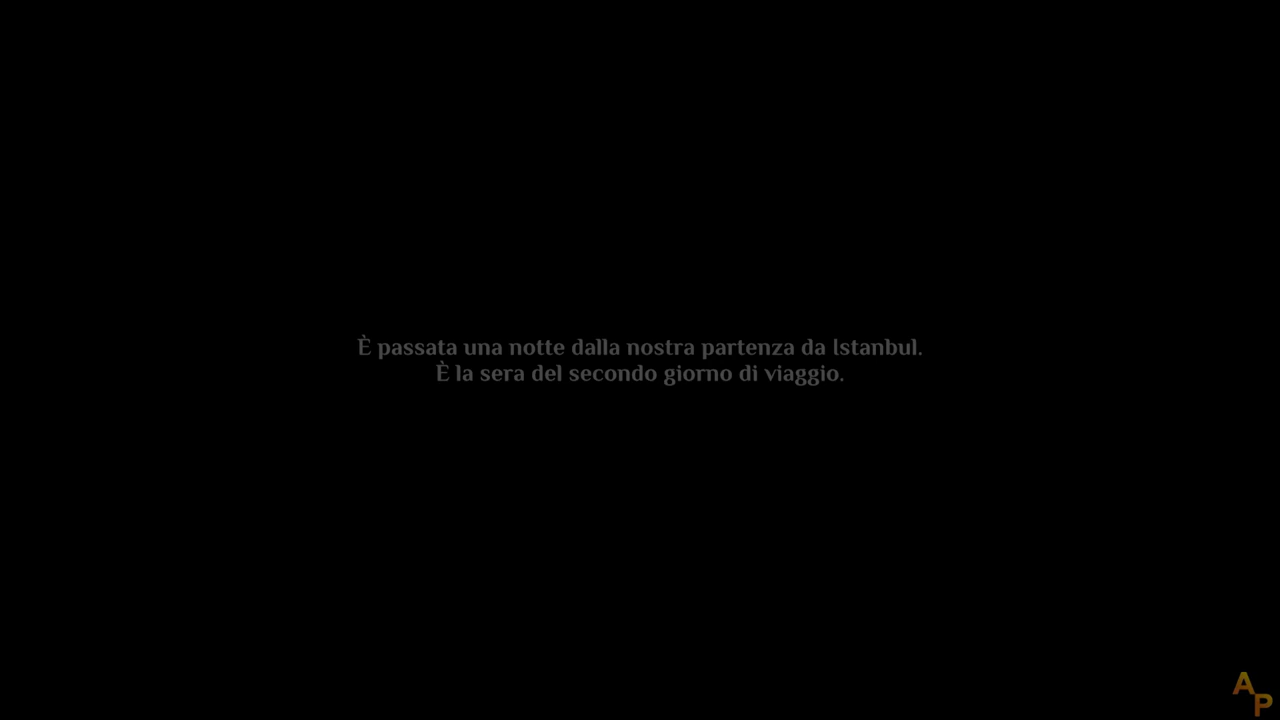 È passata una notte dalla nostra partenza da Istanbul.
È la sera del secondo giorno di viaggio.
AP